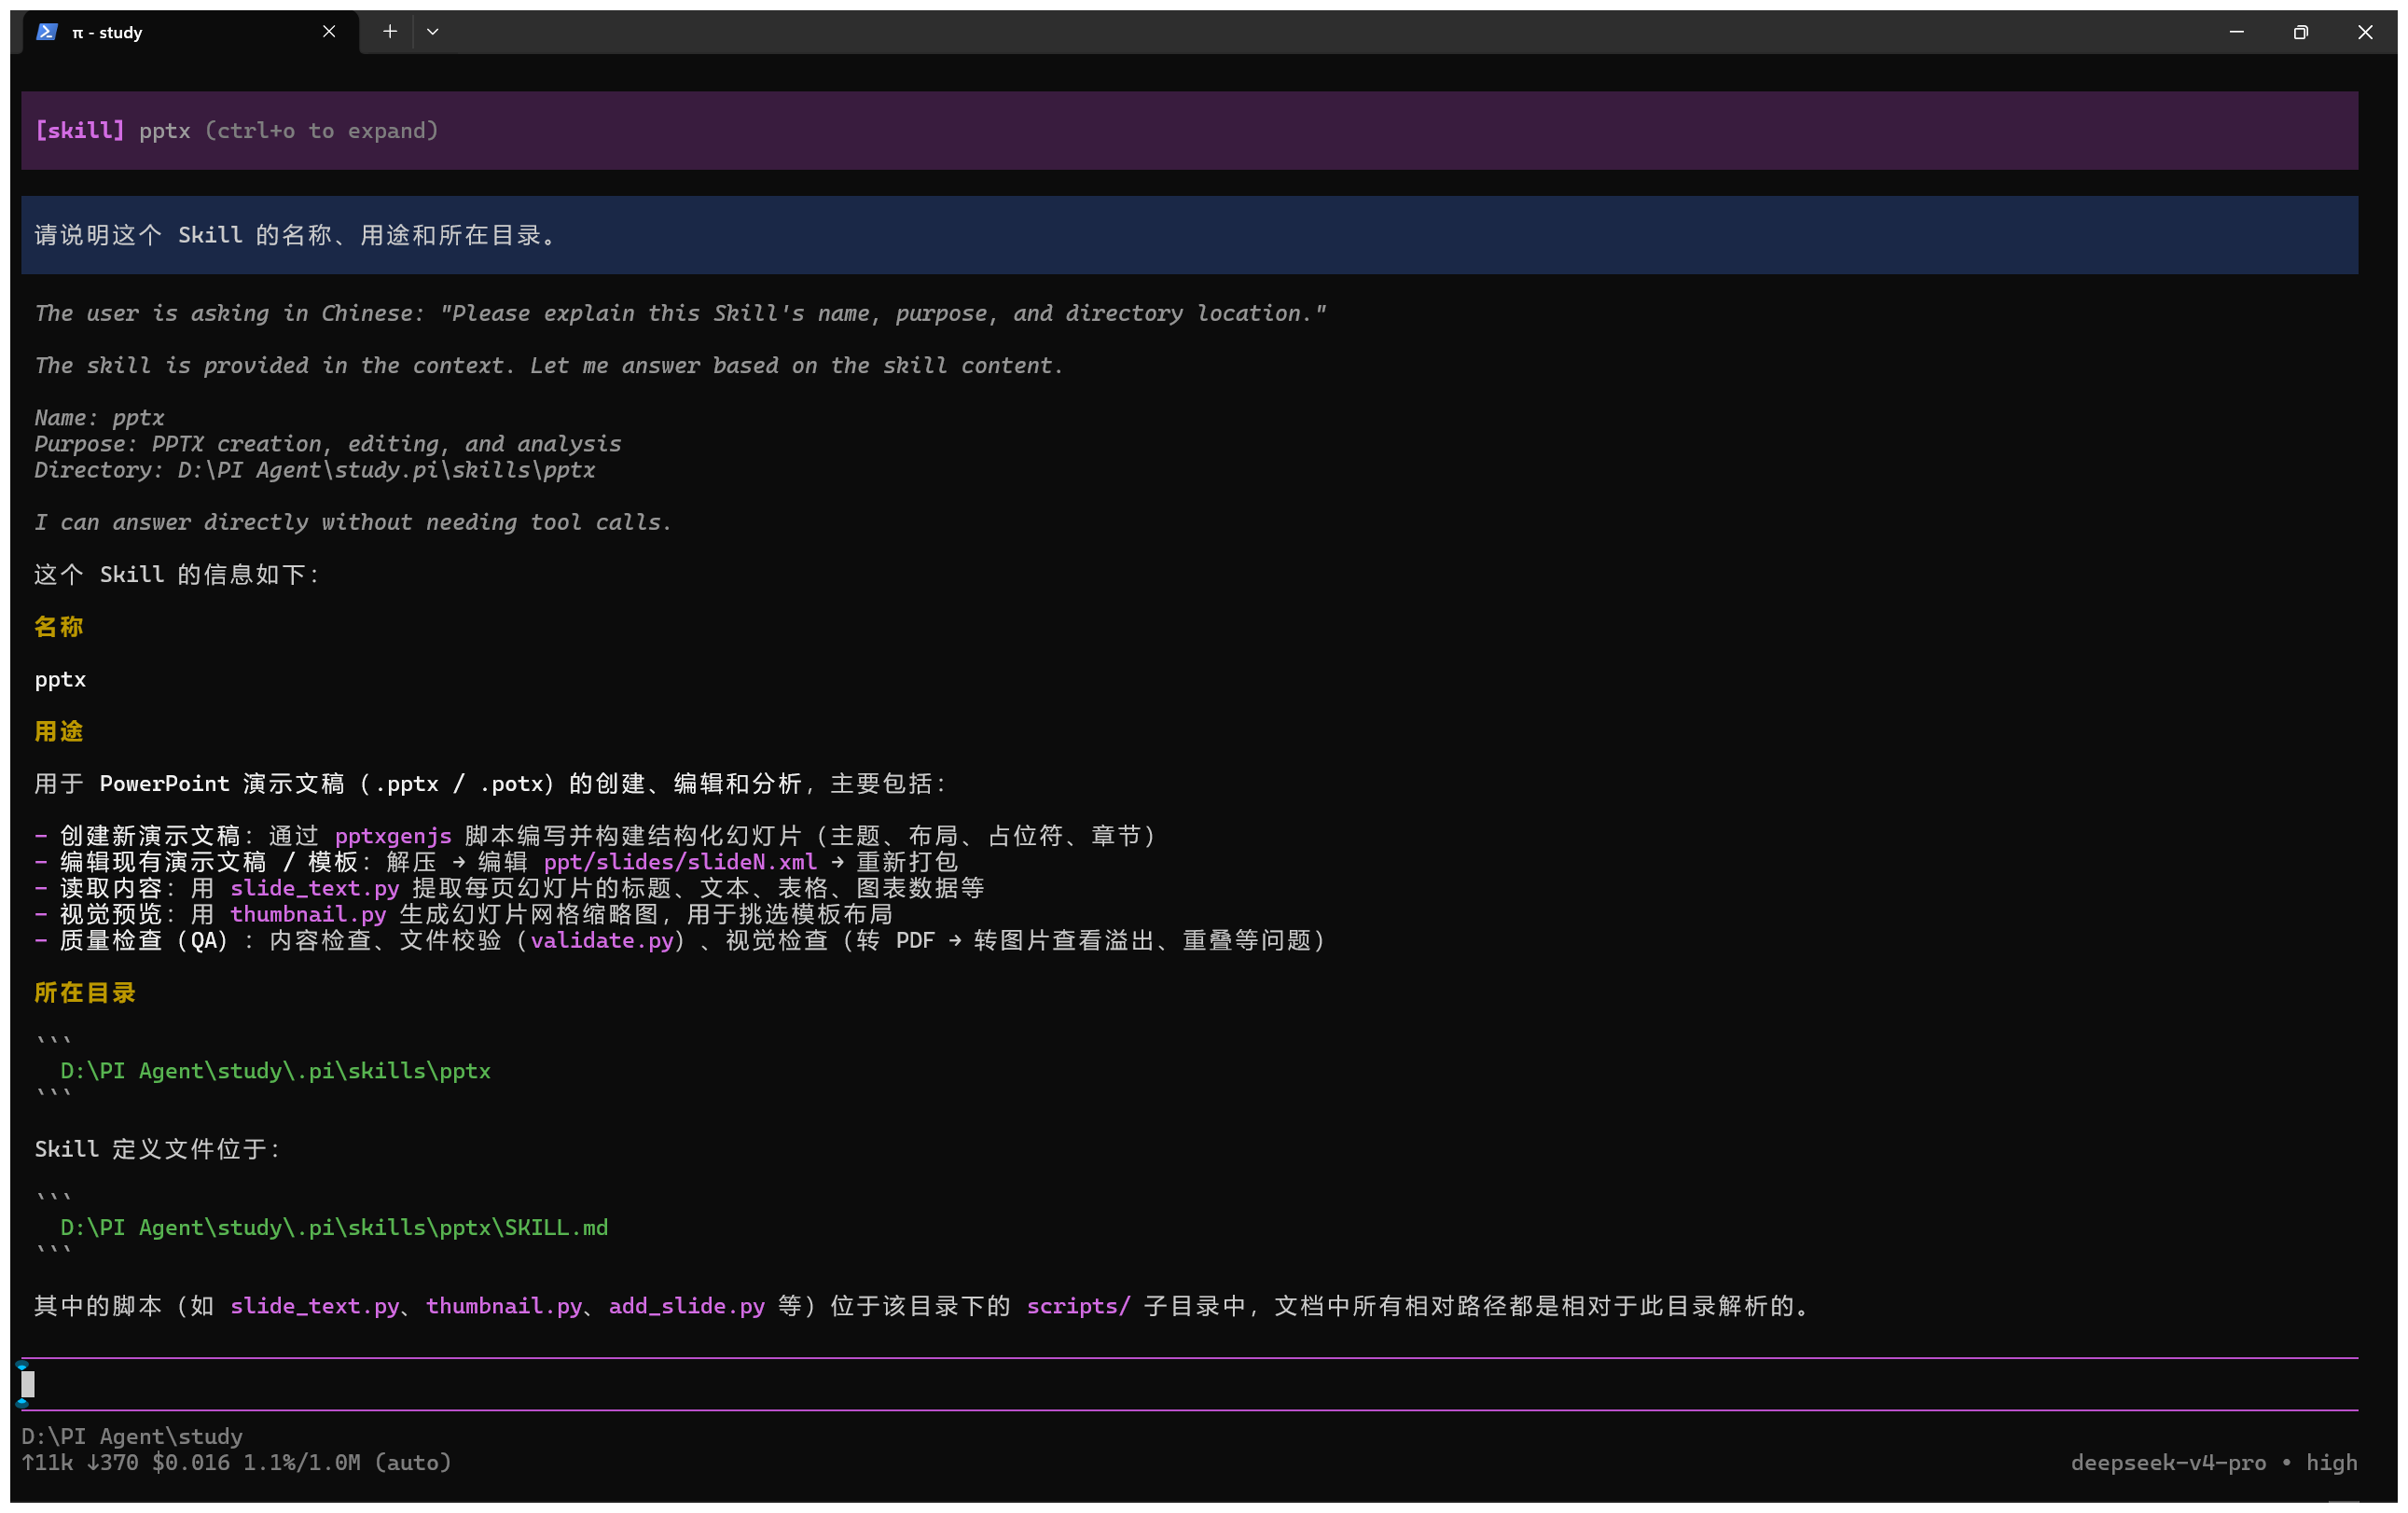 π - study
[skill] pptx (ctrl+o to expand)
请说明这个 Skill 的名称、用途和所在目录。
The user is asking in Chinese: "Please explain this Skill's name, purpose, and directory location."
The skill is provided in the context. Let me answer based on the skill content.
Name: pptx
Purpose: PPTX creation, editing, and analysis
Directory: D:\PI Agent\study.pi\skills\pptx
I can answer directly without needing tool calls.
这个 Skill 的信息如下：
名称
pptx
用途
用于 PowerPoint 演示文稿（.pptx / .potx）的创建、编辑和分析，主要包括：
- 创建新演示文稿：通过 pptxgenjs 脚本编写并构建结构化幻灯片（主题、布局、占位符、章节）
- 编辑现有演示文稿 / 模板：解压 → 编辑 ppt/slides/slideN.xml → 重新打包
- 读取内容：用 slide_text.py 提取每页幻灯片的标题、文本、表格、图表数据等
- 视觉预览：用 thumbnail.py 生成幻灯片网格缩略图，用于挑选模板布局
- 质量检查（QA）：内容检查、文件校验（validate.py）、视觉检查（转 PDF → 转图片查看溢出、重叠等问题）
所在目录
```
D:\PI Agent\study\.pi\skills\pptx
```
Skill 定义文件位于：
```
D:\PI Agent\study\.pi\skills\pptx\SKILL.md
```
其中的脚本（如 slide_text.py、thumbnail.py、add_slide.py 等）位于该目录下的 scripts/ 子目录中，文档中所有相对路径都是相对于此目录解析的。
D:\PI Agent\study
↑11k ↓370 $0.016 1.1%/1.0M (auto) deepseek-v4-pro • high